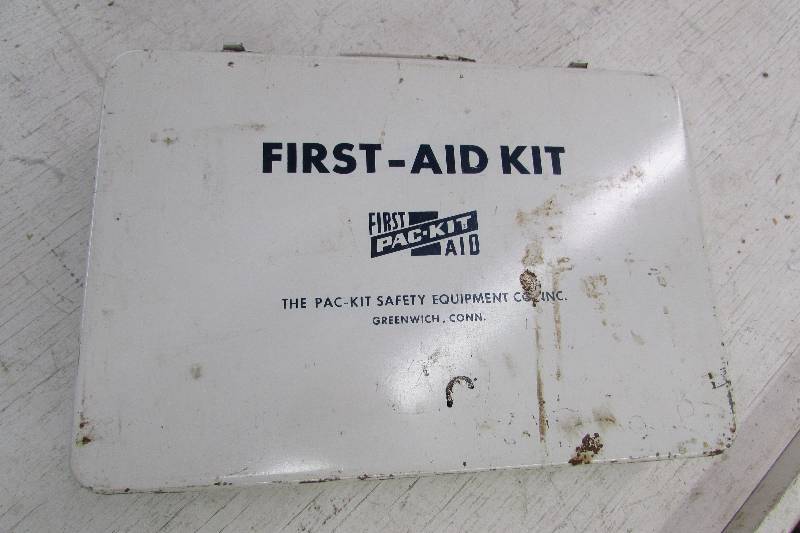 FIRST-AID KIT
FIRST
PAC-KIT
AID
THE PAC-KIT SAFETY EQUIPMENT CO., INC.
GREENWICH, CONN.